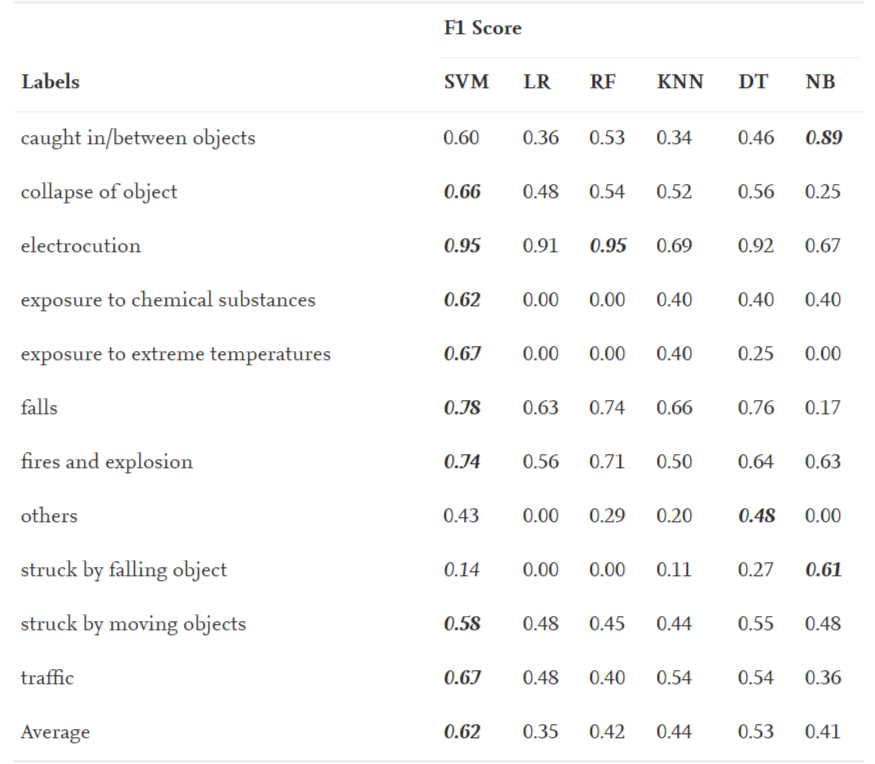 F1 Score
Labels SVM LR RF KNN DT NB
caught in/between objects 0.60 0.36 0.53 0.34 0.46 0.89
collapse of object 0.66 0.48 0.54 0.52 0.56 0.25
electrocution 0.95 0.91 0.95 0.69 0.92 0.67
exposure to chemical substances 0.62 0.00 0.00 0.40 0.40 0.40
exposure to extreme temperatures 0.67 0.00 0.00 0.40 0.25 0.00
falls 0.78 0.63 0.74 0.66 0.76 0.17
fires and explosion 0.74 0.56 0.71 0.50 0.64 0.63
others 0.43 0.00 0.29 0.20 0.48 0.00
struck by falling object 0.14 0.00 0.00 0.11 0.27 0.61
struck by moving objects 0.58 0.48 0.45 0.44 0.55 0.48
traffic 0.67 0.48 0.40 0.54 0.54 0.36
Average 0.62 0.35 0.42 0.44 0.53 0.41